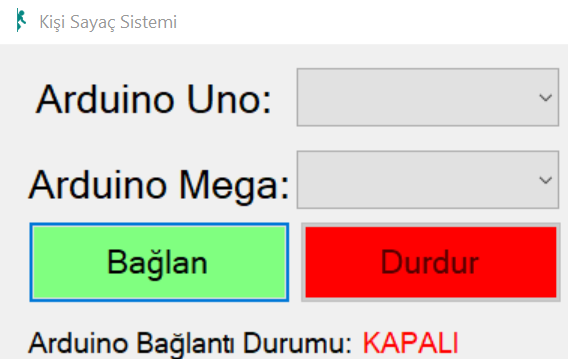 Kişi Sayaç Sistemi
Arduino Uno:
Arduino Mega:
Bağlan Durdur
Arduino Bağlantı Durumu: KAPALI